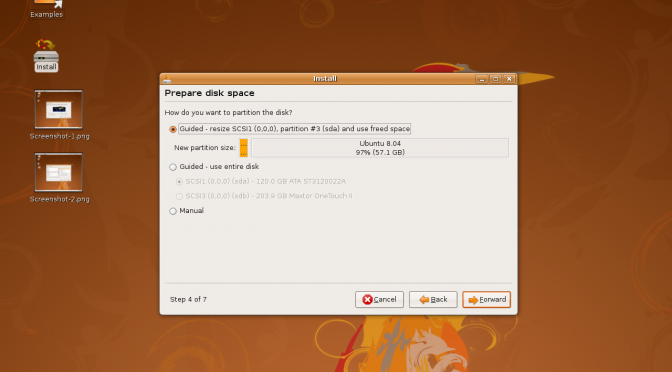 Examples
Install
Screenshot-1.png
Screenshot-2.png
Install
Prepare disk space
How do you want to partition the disk?
Guided - resize SCSI1 (0,0,0), partition #3 (sda) and use freed space
New partition size:
Ubuntu 8.04
97% (57.1 GB)
Guided - use entire disk
SCSI1 (0,0,0) (sda) - 120.0 GB ATA ST3120022A
SCSI3 (0,0,0) (sdb) - 203.9 GB Maxtor OneTouch II
Manual
Step 4 of 7
Cancel
Back
Forward